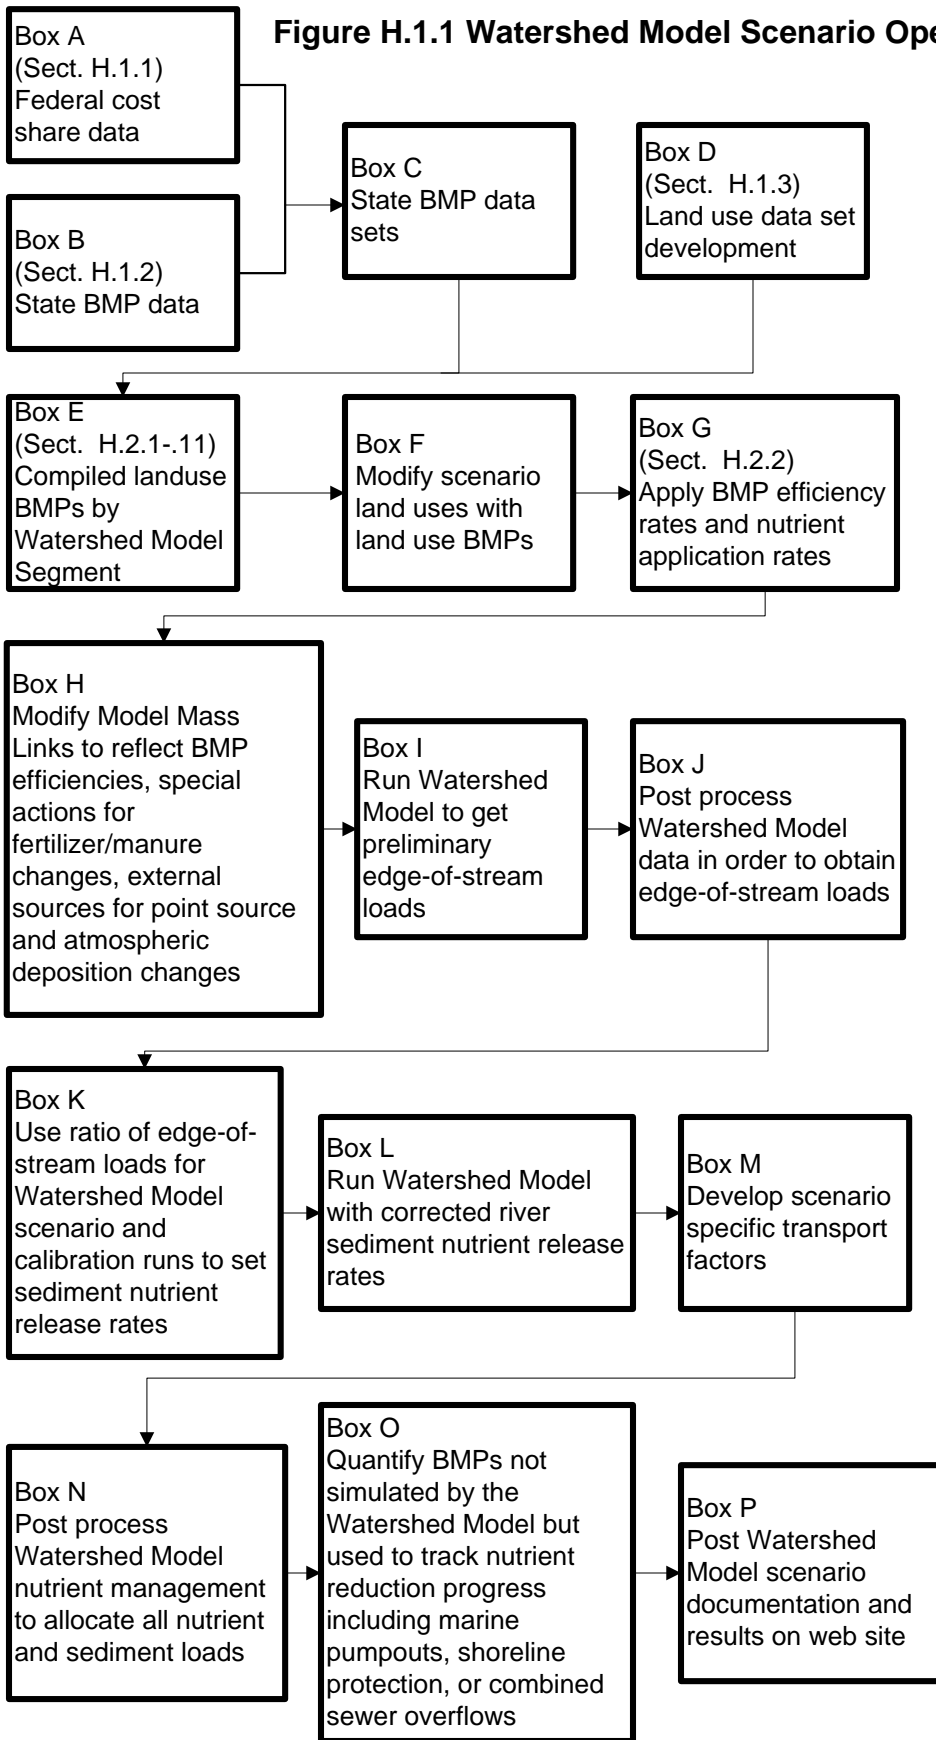 Figure H.1.1 Watershed Model Scenario Ope
Box A
(Sect. H.1.1)
Federal cost
share data
Box B
(Sect. H.1.2)
State BMP data
Box C
State BMP data
sets
Box D
(Sect.  H.1.3)
Land use data set
development
Box E
(Sect.  H.2.1-.11)
Compiled landuse
BMPs by
Watershed Model
Segment
Box F
Modify scenario
land uses with
land use BMPs
Box G
(Sect.  H.2.2)
Apply BMP efficiency
rates and nutrient
application rates
Box H
Modify Model Mass
Links to reflect BMP
efficiencies, special
actions for
fertilizer/manure
changes, external
sources for point source
and atmospheric
deposition changes
Box I
Run Watershed
Model to get
preliminary
edge-of-stream
loads
Box J
Post process
Watershed Model
data in order to obtain
edge-of-stream loads
Box K
Use ratio of edge-of-
stream loads for
Watershed Model
scenario and
calibration runs to set
sediment nutrient
release rates
Box L
Run Watershed Model
with corrected river
sediment nutrient release
rates
Box M
Develop scenario
specific transport
factors
Box N
Post process
Watershed Model
nutrient management
to allocate all nutrient
and sediment loads
Box O
Quantify BMPs not
simulated by the
Watershed Model but
used to track nutrient
reduction progress
including marine
pumpouts, shoreline
protection, or combined
sewer overflows
Box P
Post Watershed
Model scenario
documentation and
results on web site